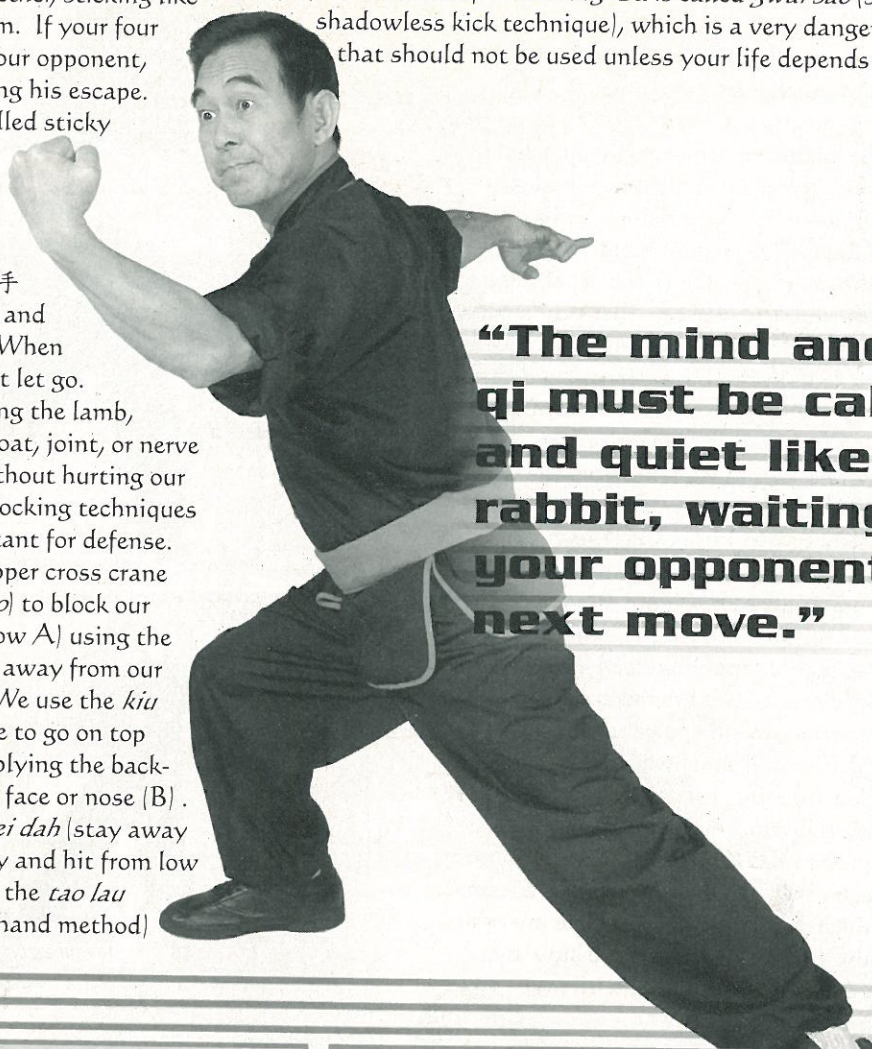 m. If your four
our opponent,
ng his escape.
lled sticky
手
and
When
t let go.
ng the lamb,
oat, joint, or nerve
thout hurting our
ocking techniques
tant for defense.
pper cross crane
o) to block our
ow A) using the
away from our
We use the kiu
e to go on top
plying the back-
face or nose (B) .
ei dah (stay away
y and hit from low
the tao lau
hand method)
shadowless kick technique), which is a very dange
that should not be used unless your life depends
“The mind and
qi must be cal
and quiet like
rabbit, waiting
your opponent
next move.”